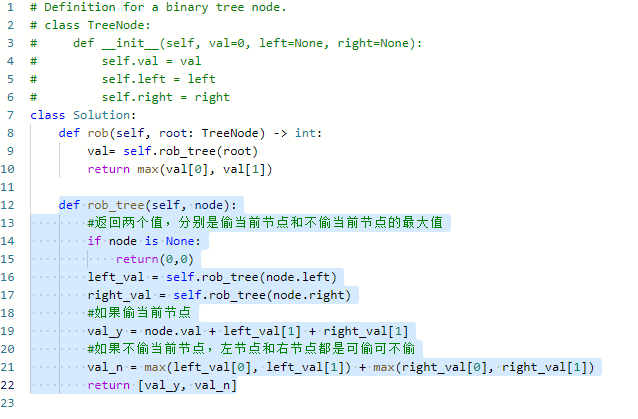 1 # Definition for a binary tree node.
2 # class TreeNode:
3 #     def __init__(self, val=0, left=None, right=None):
4 #         self.val = val
5 #         self.left = left
6 #         self.right = right
7 class Solution:
8     def rob(self, root: TreeNode) -> int:
9         val= self.rob_tree(root)
10         return max(val[0], val[1])
11
12     def rob_tree(self, node):
13         #返回两个值，分别是偷当前节点和不偷当前节点的最大值
14         if node is None:
15             return(0,0)
16         left_val = self.rob_tree(node.left)
17         right_val = self.rob_tree(node.right)
18         #如果偷当前节点
19         val_y = node.val + left_val[1] + right_val[1]
20         #如果不偷当前节点，左节点和右节点都是可偷可不偷
21         val_n = max(left_val[0], left_val[1]) + max(right_val[0], right_val[1])
22         return [val_y, val_n]
23